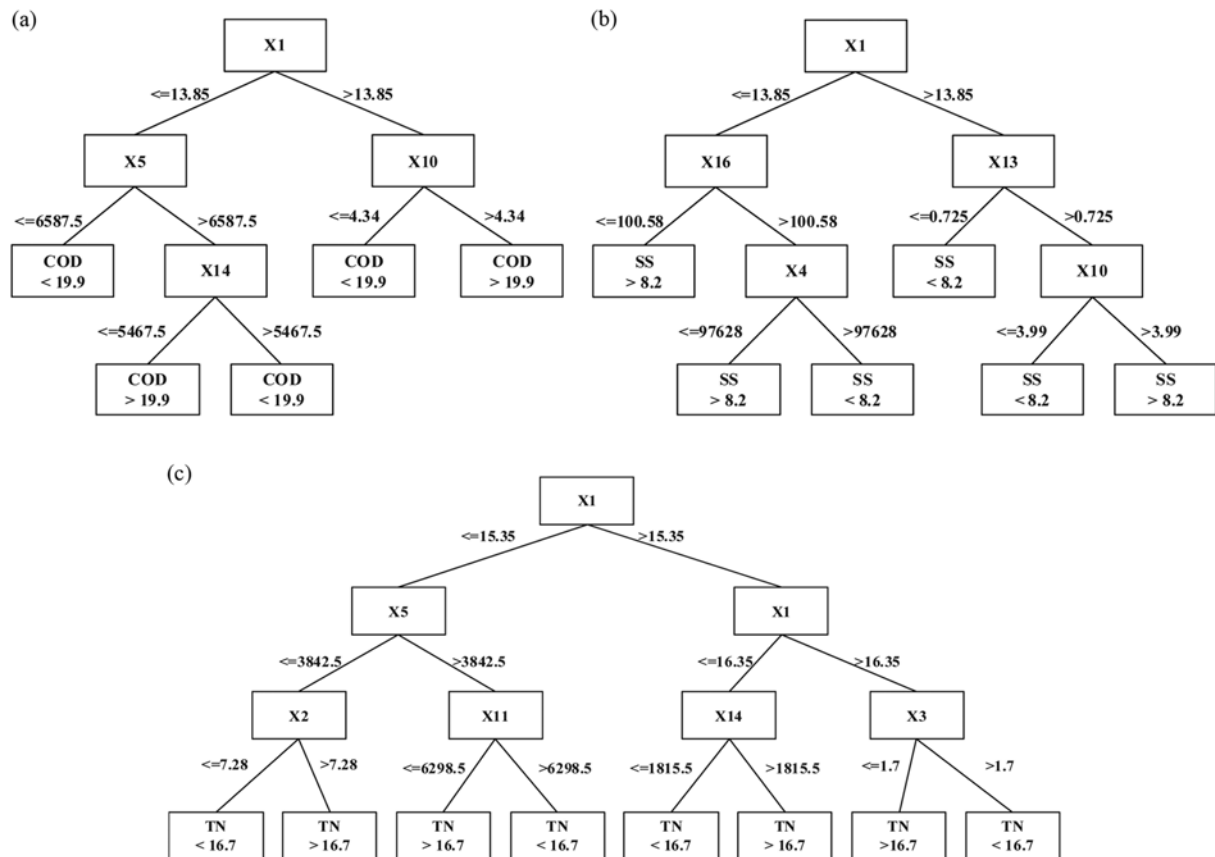 (a)
X1
<=13.85
>13.85
X5
X10
<=6587.5
>6587.5
<=4.34
>4.34
COD
< 19.9
X14
COD
< 19.9
COD
> 19.9
<=5467.5
>5467.5
COD
> 19.9
COD
< 19.9
(b)
X1
<=13.85
>13.85
X16
X13
<=100.58
>100.58
<=0.725
>0.725
SS
> 8.2
X4
SS
< 8.2
X10
<=97628
>97628
<=3.99
>3.99
SS
> 8.2
SS
< 8.2
SS
< 8.2
SS
> 8.2
(c)
X1
<=15.35
>15.35
X5
X1
<=3842.5
>3842.5
<=16.35
>16.35
X2
X11
X14
X3
<=7.28
>7.28
<=6298.5
>6298.5
<=1815.5
>1815.5
<=1.7
>1.7
TN
< 16.7
TN
> 16.7
TN
> 16.7
TN
< 16.7
TN
< 16.7
TN
> 16.7
TN
>16.7
TN
< 16.7